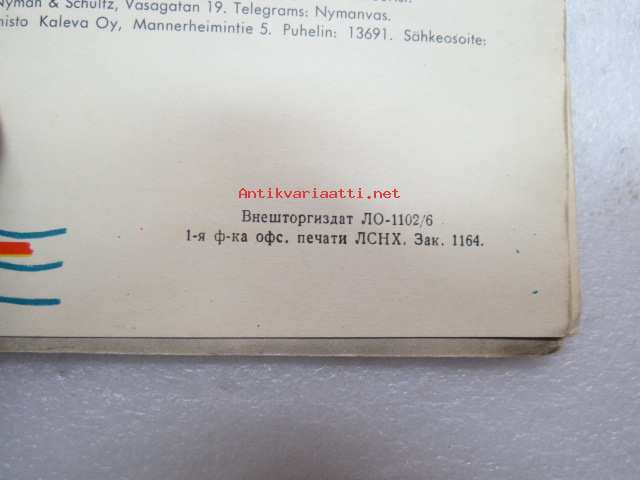 Nyman & Schultz, Vasagatan 19. Telegrams: Nymanvas.
misto Kaleva Oy, Mannerheimintie 5. Puhelin: 13691. Sähkeosoite:
Antikvariaatti.net
Внешторгиздат ЛО-1102/6
1-я ф-ка офс. печати ЛСНХ. Зак. 1164.